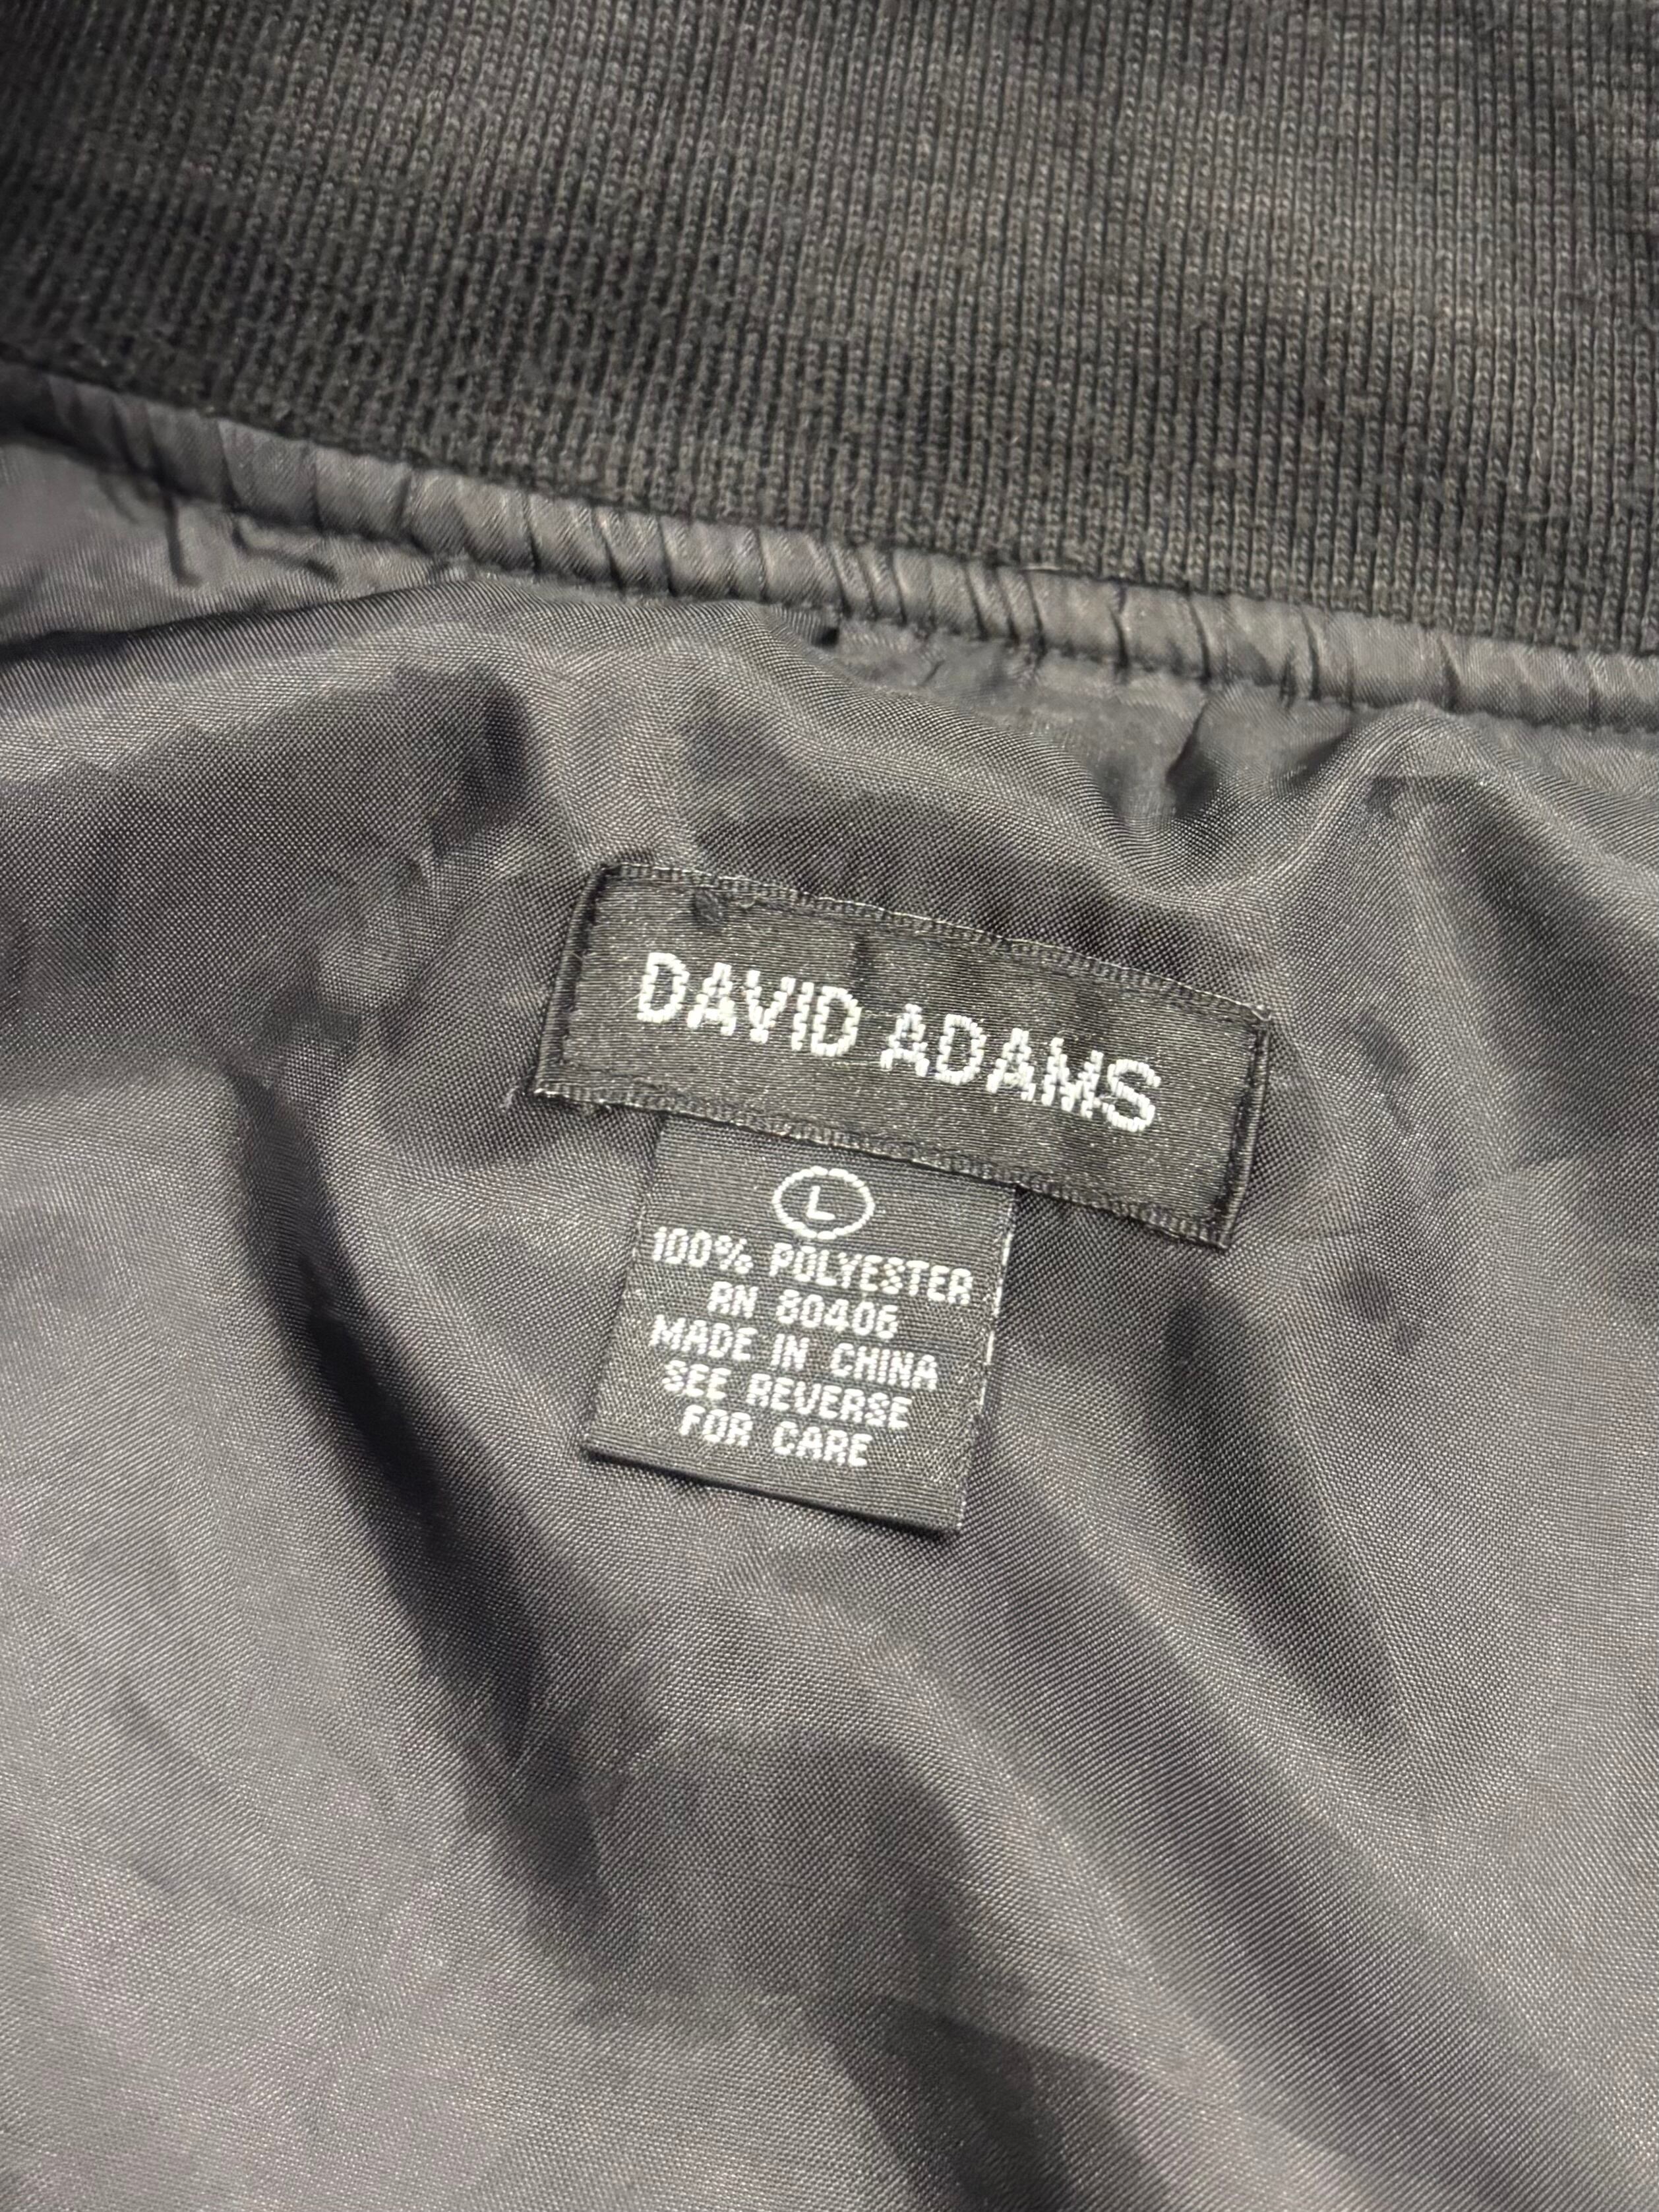 DAVID ADAMS
L
100% POLYESTER
RN 80406
MADE IN CHINA
SEE REVERSE
FOR CARE